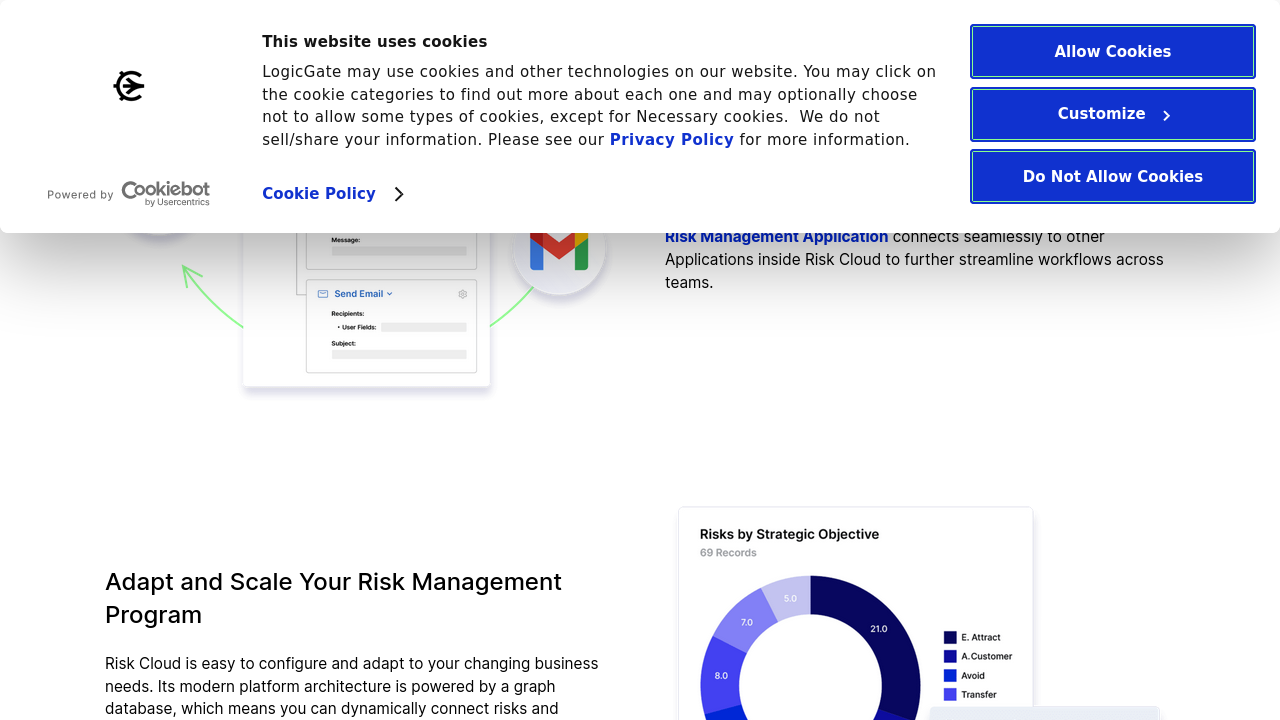 This website uses cookies
LogicGate may use cookies and other technologies on our website. You may click on
the cookie categories to find out more about each one and may optionally choose
not to allow some types of cookies, except for Necessary cookies.  We do not
sell/share your information. Please see our Privacy Policy for more information.
Cookie Policy
Powered by Cookiebot
by Usercentrics
Allow Cookies
Customize
Do Not Allow Cookies
Message:
Send Email
Recipients:
• User Fields:
Subject:
Risk Management Application connects seamlessly to other
Applications inside Risk Cloud to further streamline workflows across
teams.
Adapt and Scale Your Risk Management
Program
Risk Cloud is easy to configure and adapt to your changing business
needs. Its modern platform architecture is powered by a graph
database, which means you can dynamically connect risks and
Risks by Strategic Objective
69 Records
5.0
7.0
21.0
8.0
E. Attract
A.Customer
Avoid
Transfer